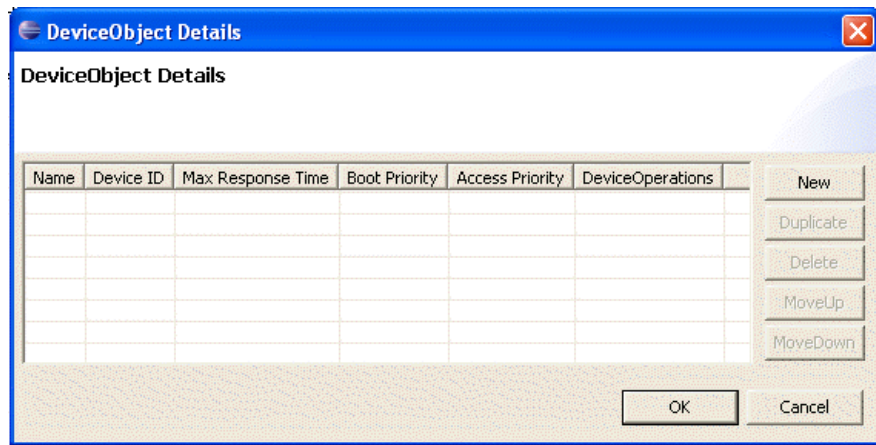 DeviceObject Details
DeviceObject Details
Name Device ID Max Response Time Boot Priority Access Priority DeviceOperations
New
Duplicate
Delete
MoveUp
MoveDown
OK Cancel